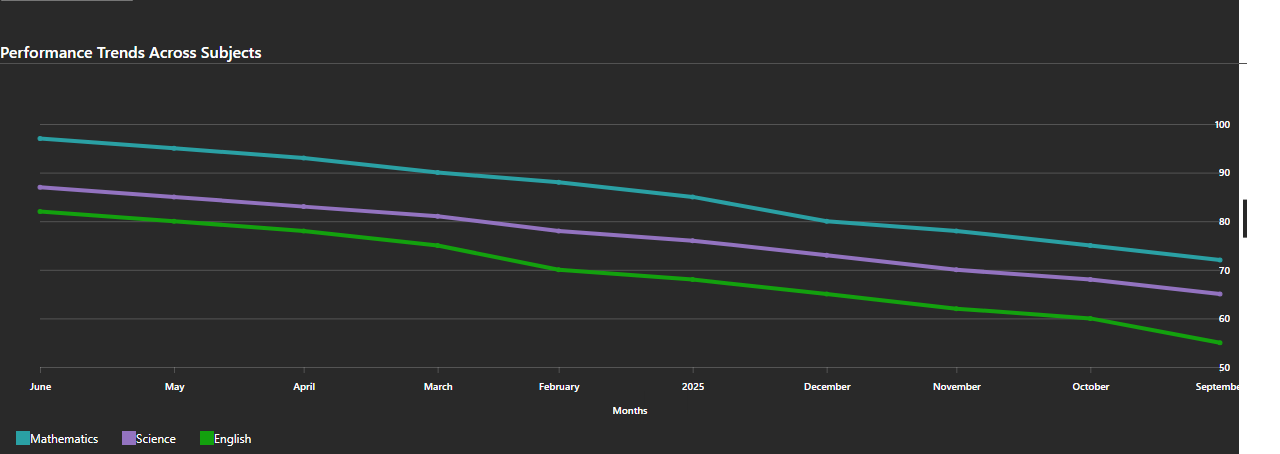 Performance Trends Across Subjects
100
90
80
70
60
50
June May April March February 2025 December November October Septembe
Months
Mathematics Science English